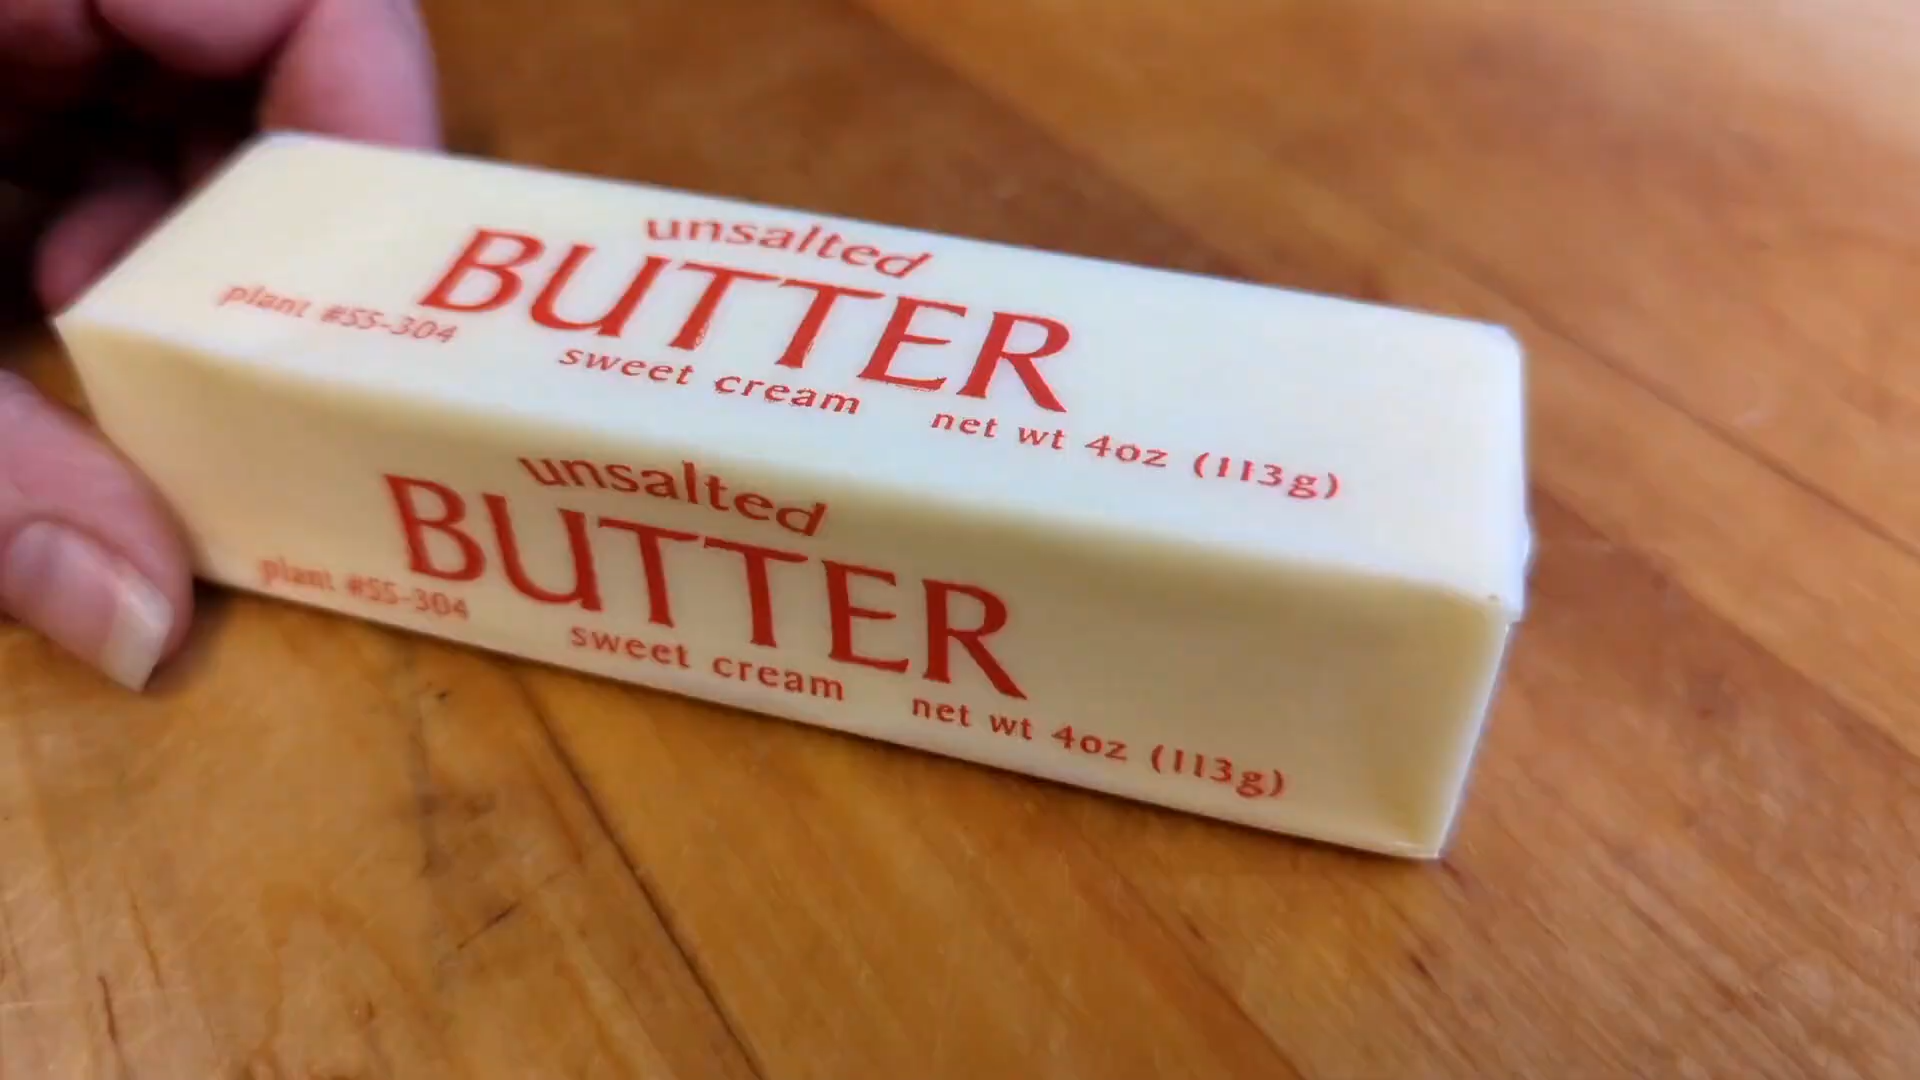 unsalted
BUTTER
plant #55-304
sweet cream
net wt 4oz (113g)
unsalted
BUTTER
plant #55-304
sweet cream
net wt 4oz (113g)